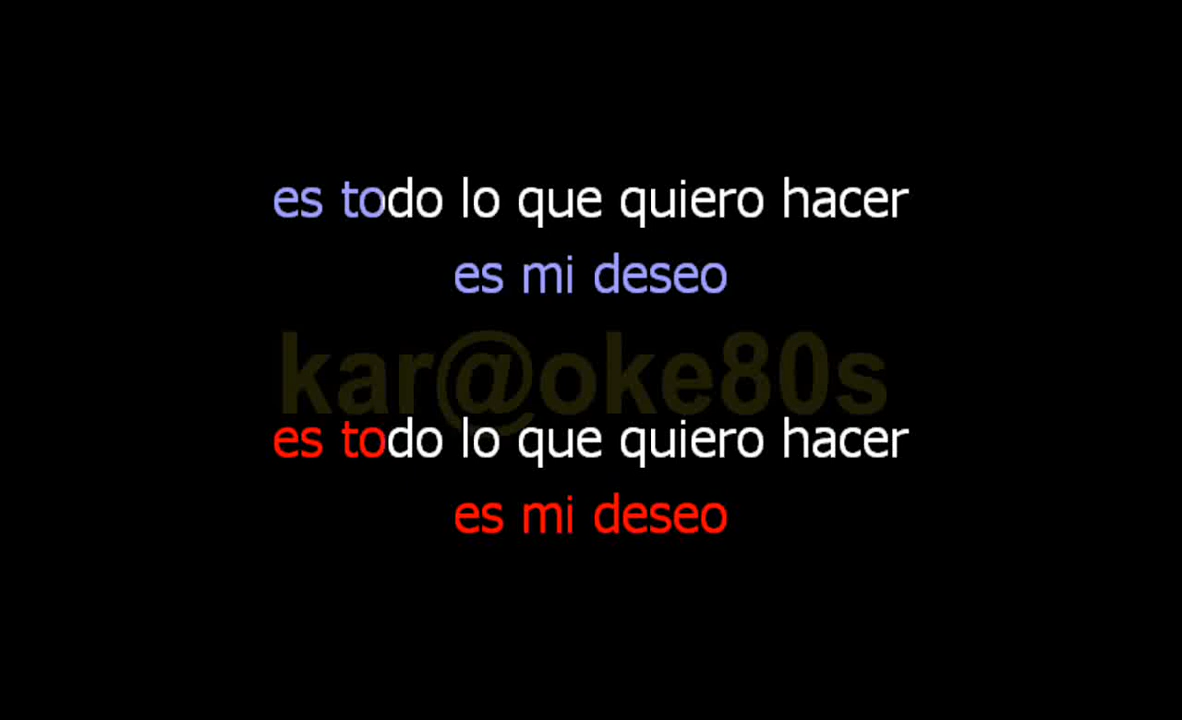 es todo lo que quiero hacer
es mi deseo
kar@oke80s
es todo lo que quiero hacer
es mi deseo